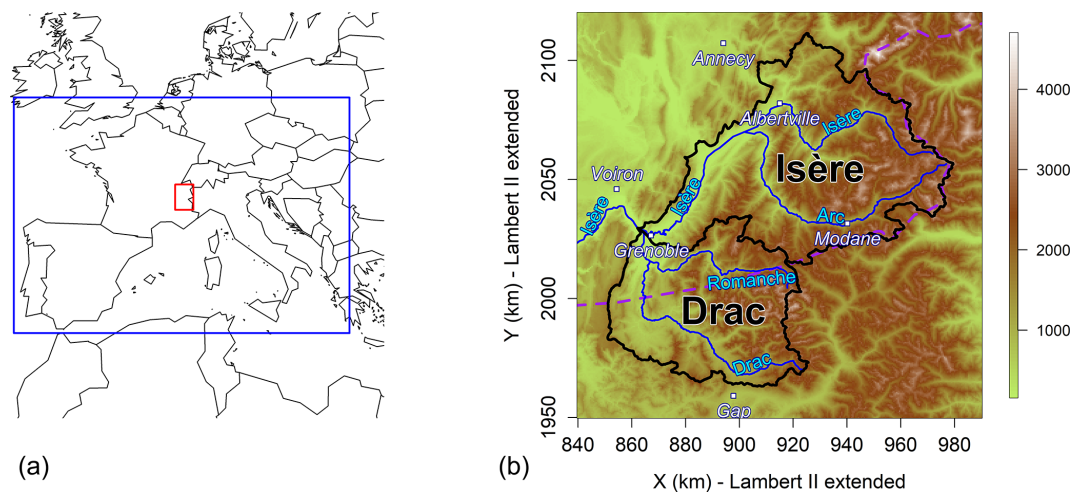 (a)
(b)
Y (km) - Lambert II extended
2100
2050
2000
1950
840
860
880
900
920
940
960
980
X (km) - Lambert II extended
Annecy
Albertville
Isère
Voiron
Isère
Isère
Isère
Arc
Modane
Grenoble
Romanche
Drac
Drac
Gap
4000
3000
2000
1000